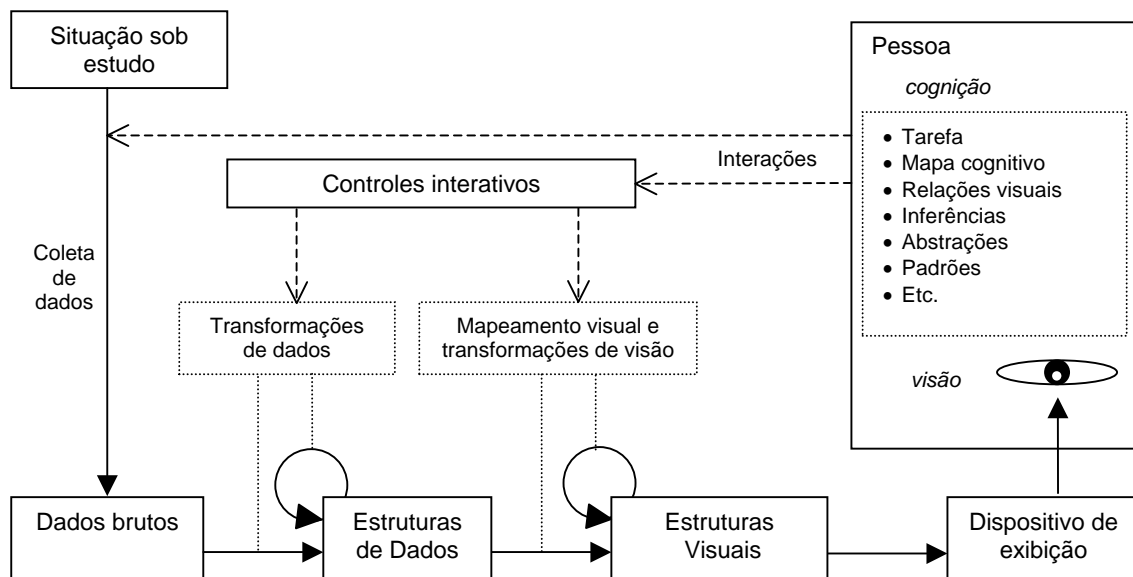 Situação sob
estudo
Pessoa
cognição
• Tarefa
• Mapa cognitivo
• Relações visuais
• Inferências
• Abstrações
• Padrões
• Etc.
Interações
Controles interativos
Coleta
de
dados
Transformações
de dados
Mapeamento visual e
transformações de visão
visão
Dados brutos
Estruturas
de Dados
Estruturas
Visuais
Dispositivo de
exibição